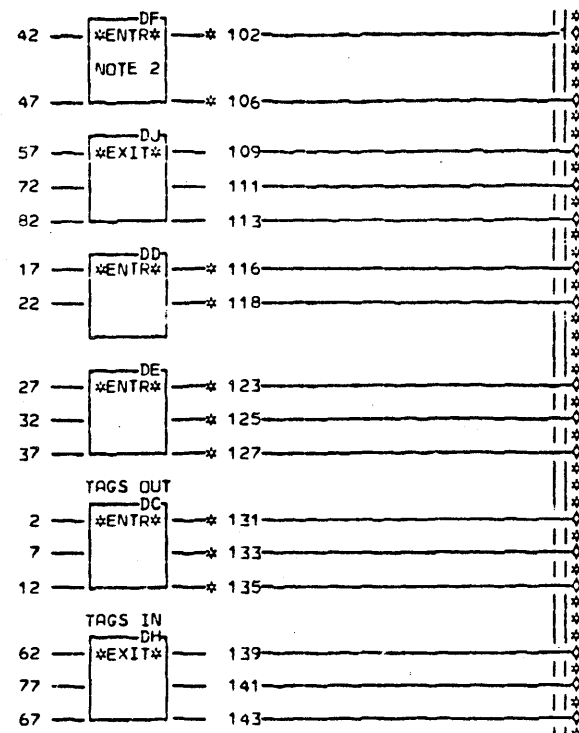 DF
42 *ENTR* * 102
NOTE 2
47 * 106
DJ
57 *EXIT* 109
72 111
82 113
DD
17 *ENTR* * 116
22 * 118
DE
27 *ENTR* * 123
32 * 125
37 * 127
TAGS OUT
DC
2 *ENTR* * 131
7 * 133
12 * 135
TAGS IN
DH
62 *EXIT* 139
77 141
67 143